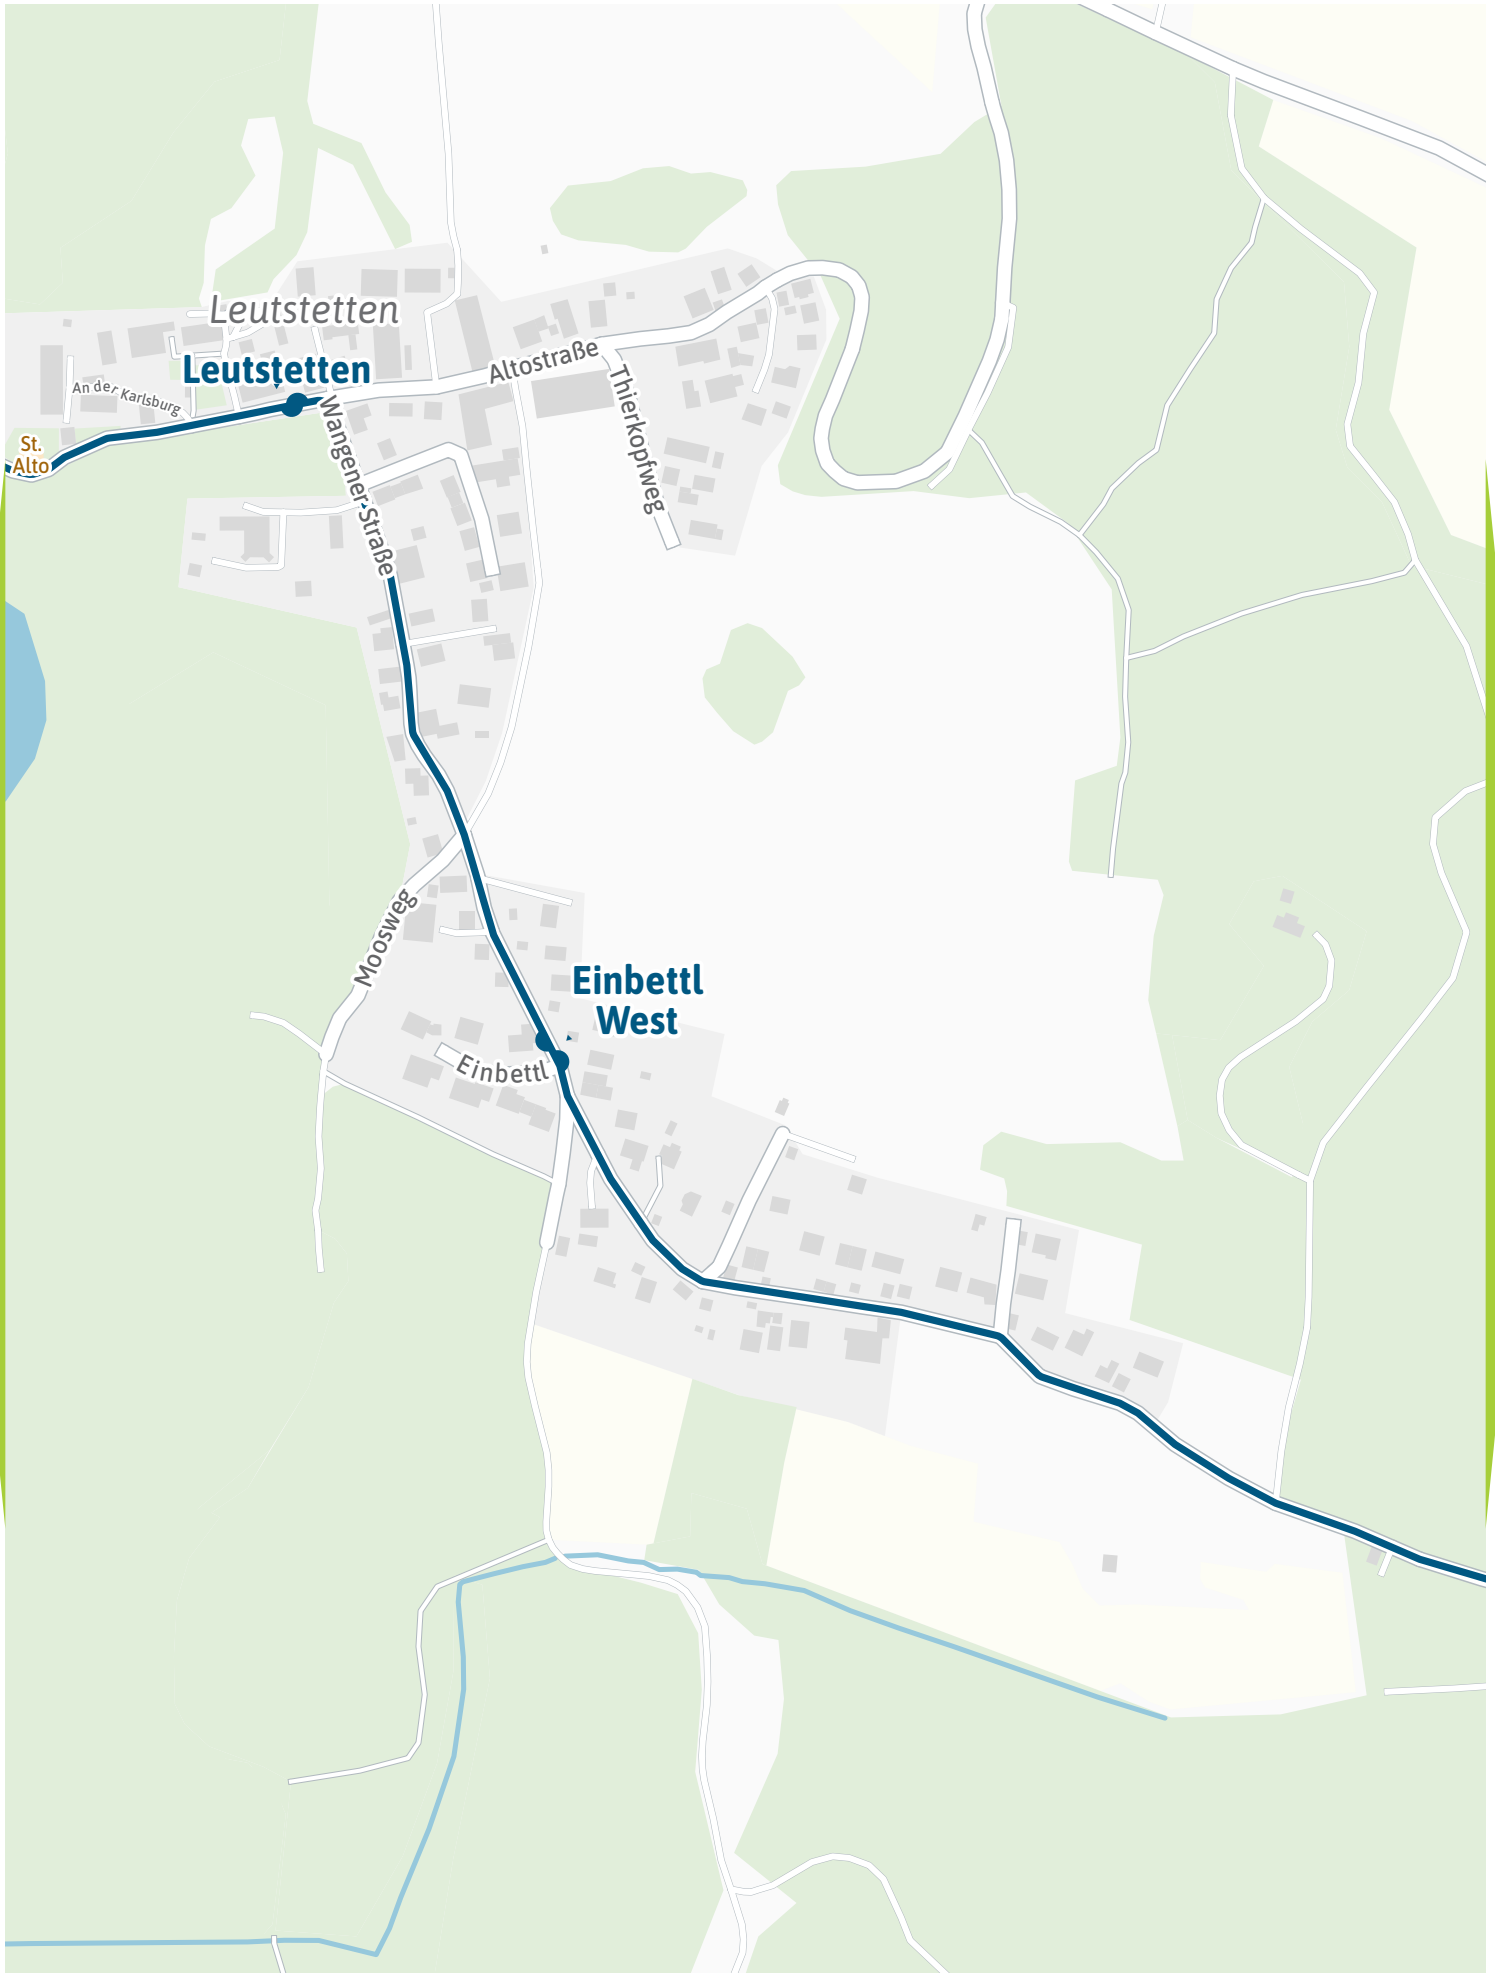 Leutstetten
Altostraße
Leutstetten
An der Karlsburg
Thierkopfweg
Wangener Straße
St.
Alto
Moosweg
Einbettl
West
Einbettl